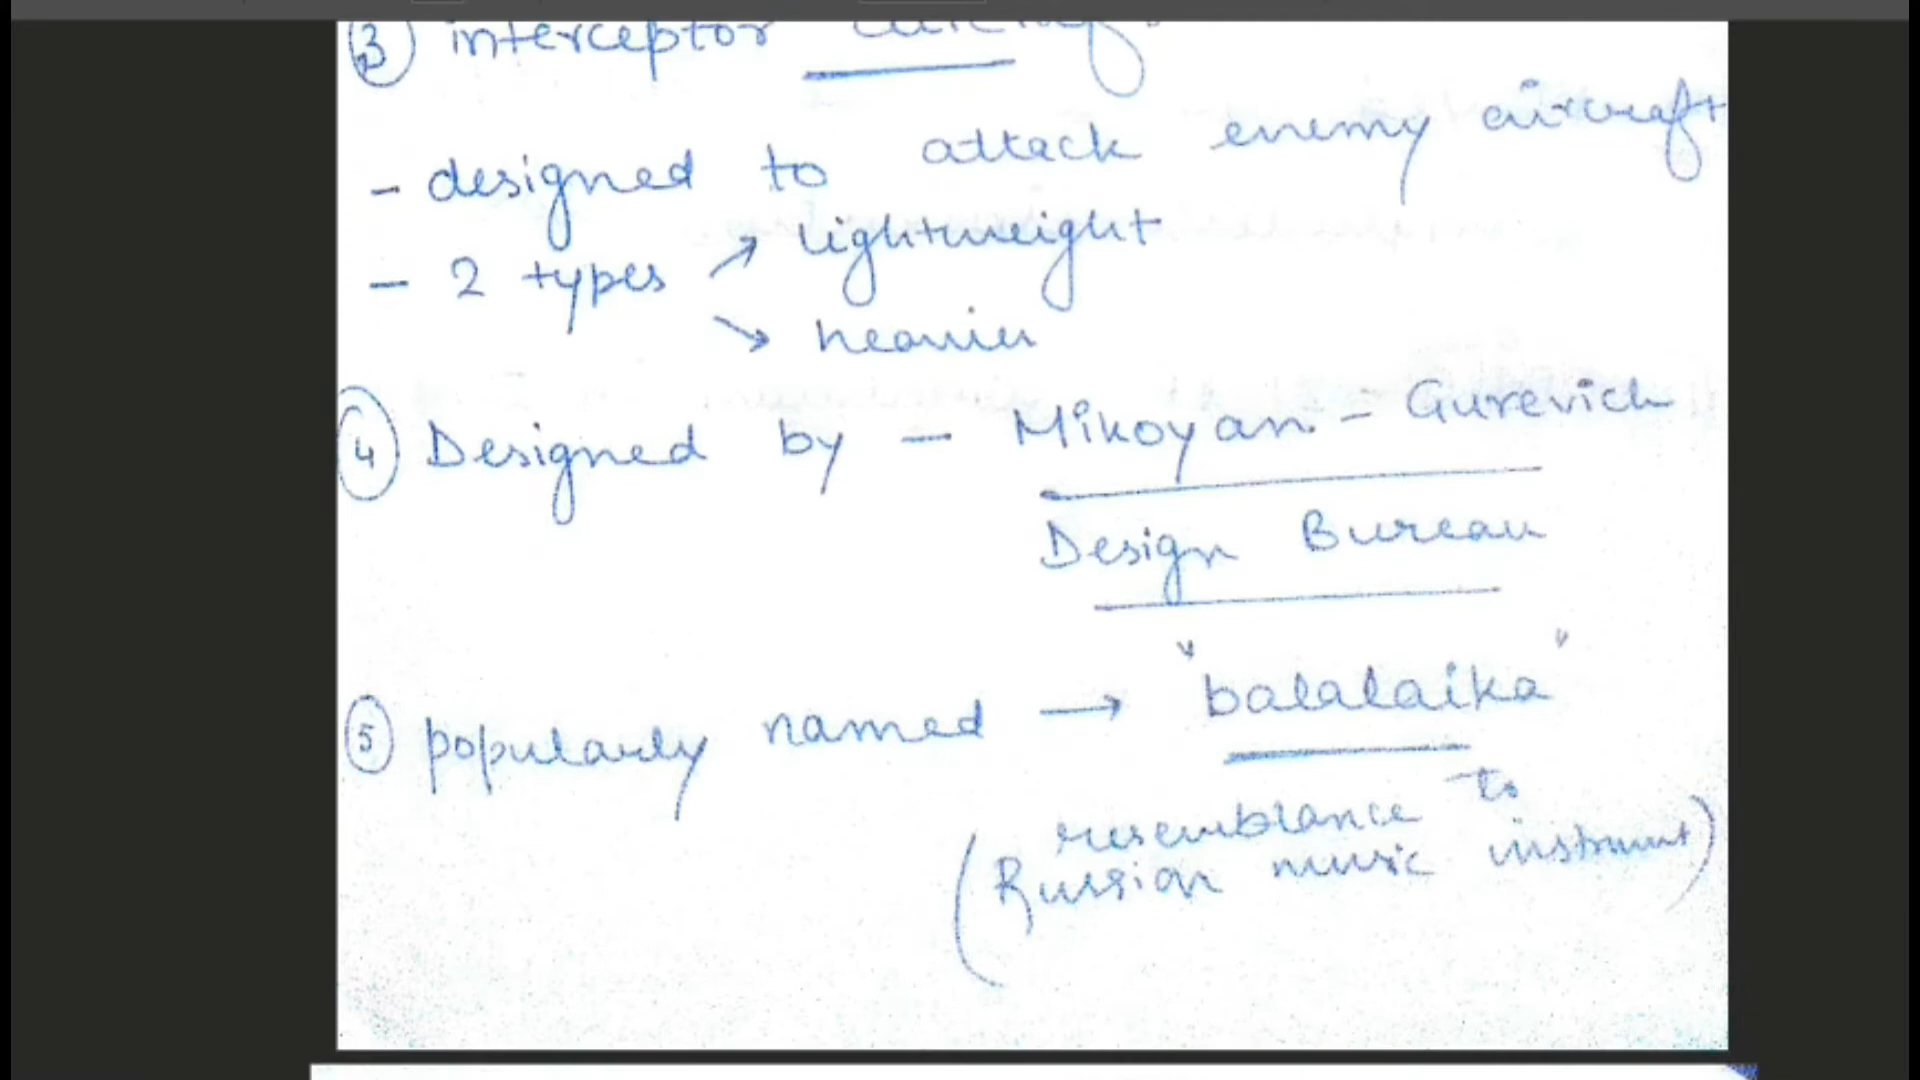 ③ interceptor aircraft.
- designed to attack enemy aircraft
- 2 types ↗ lightweight
↘ heavier
④ Designed by - Mikoyan - Gurevich
Design Bureau
⑤ popularly named → "balalaika"
(resemblance to
Russian music instrument)